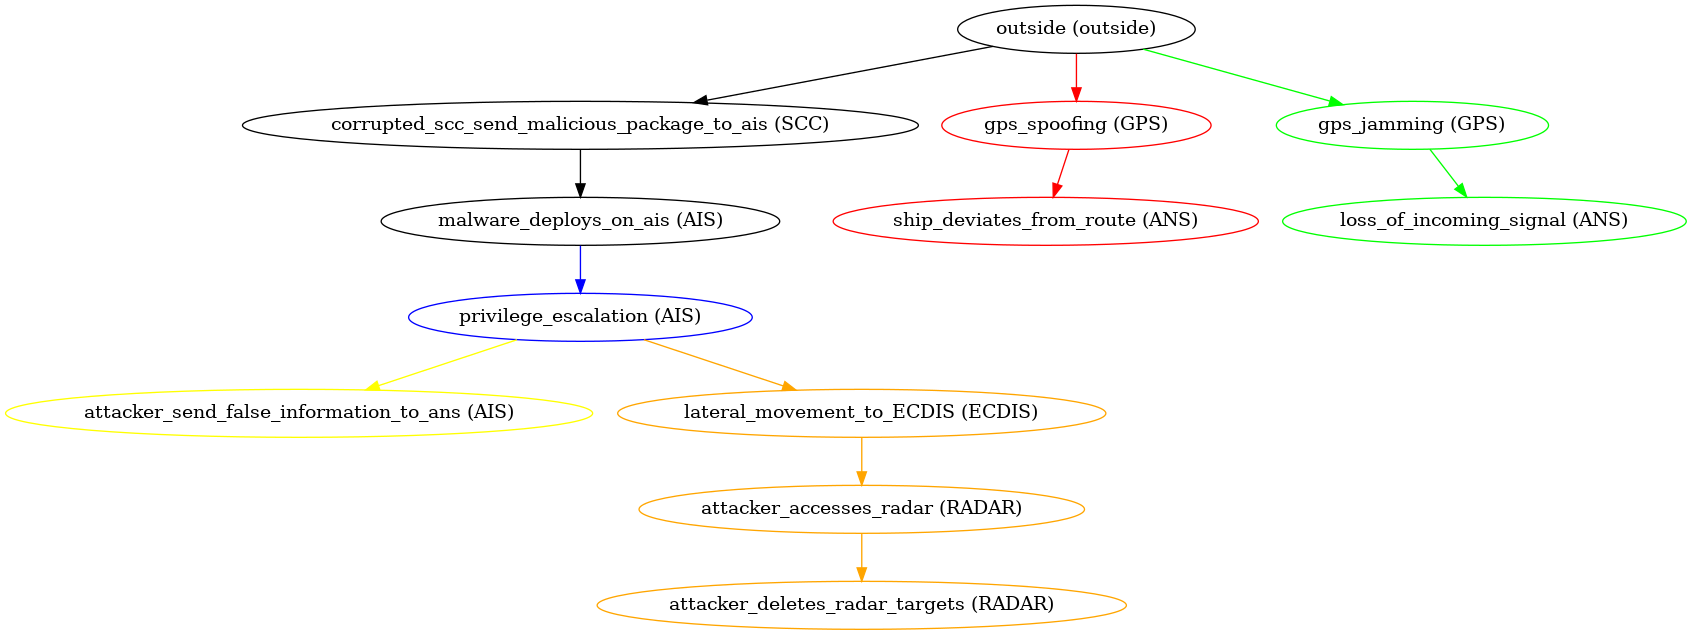 outside (outside)
corrupted_scc_send_malicious_package_to_ais (SCC)
gps_spoofing (GPS)
gps_jamming (GPS)
malware_deploys_on_ais (AIS)
ship_deviates_from_route (ANS)
loss_of_incoming_signal (ANS)
privilege_escalation (AIS)
attacker_send_false_information_to_ans (AIS)
lateral_movement_to_ECDIS (ECDIS)
attacker_accesses_radar (RADAR)
attacker_deletes_radar_targets (RADAR)